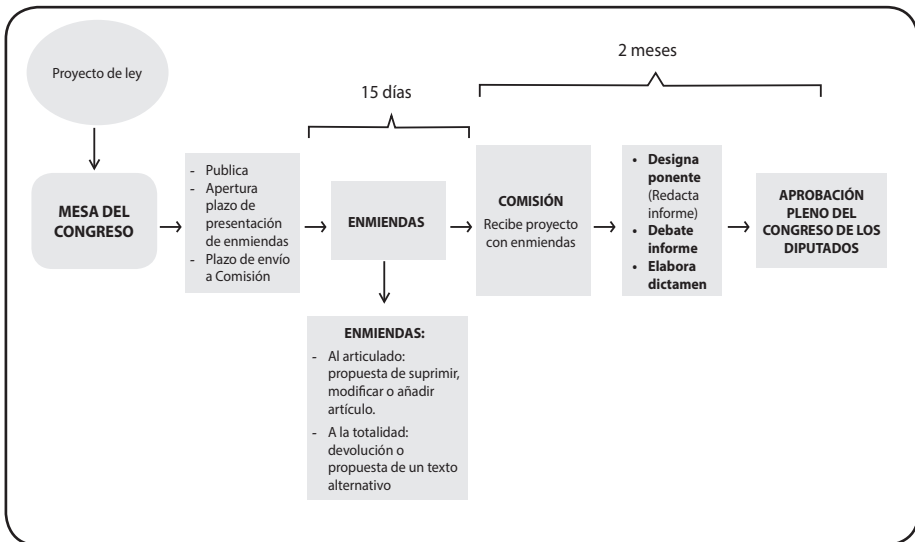 Proyecto de ley
MESA DEL
CONGRESO
- Publica
- Apertura
plazo de
presentación
de enmiendas
- Plazo de envío
a Comisión
15 días
ENMIENDAS
ENMIENDAS:
- Al articulado:
propuesta de suprimir,
modificar o añadir
artículo.
- A la totalidad:
devolución o
propuesta de un texto
alternativo
2 meses
COMISIÓN
Recibe proyecto
con enmiendas
• Designa
ponente
(Redacta
informe)
• Debate
informe
• Elabora
dictamen
APROBACIÓN
PLENO DEL
CONGRESO DE LOS
DIPUTADOS